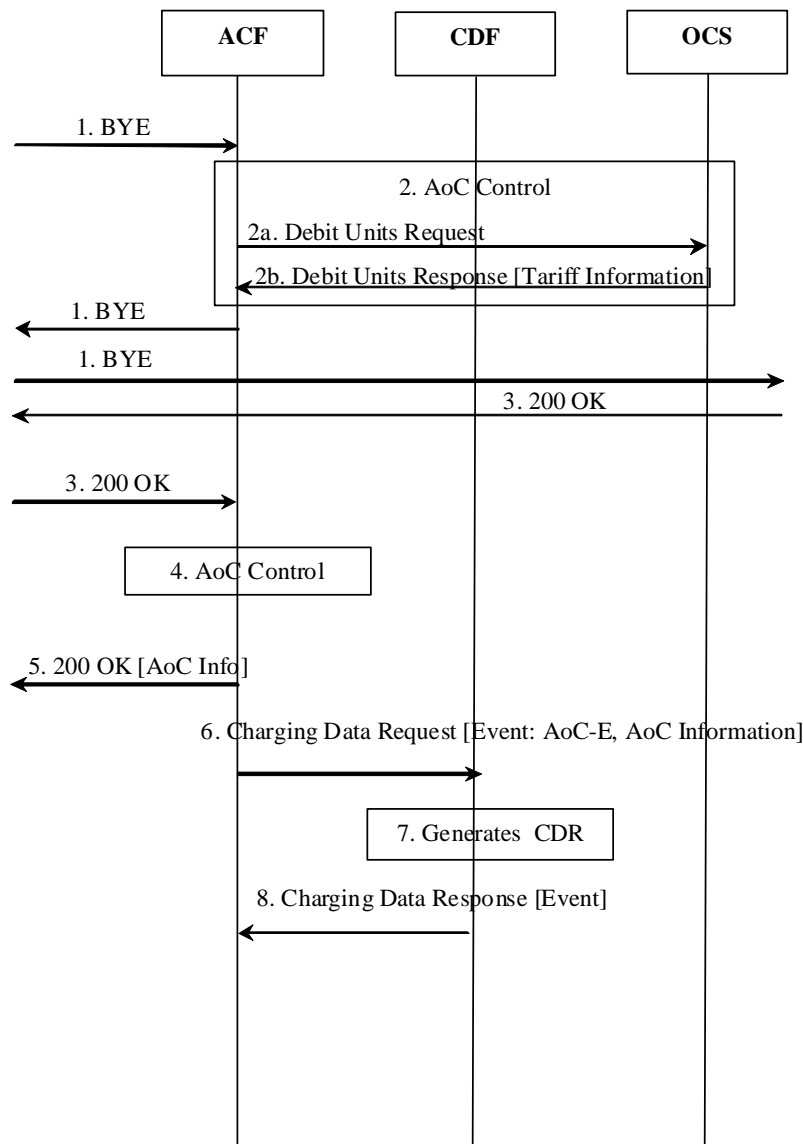 ACF
CDF
OCS
1. BYE
2. AoC Control
2a. Debit Units Request
2b. Debit Units Response [Tariff Information]
1. BYE
1. BYE
3. 200 OK
3. 200 OK
4. AoC Control
5. 200 OK [AoC Info]
6. Charging Data Request [Event: AoC-E, AoC Information]
7. Generates CDR
8. Charging Data Response [Event]